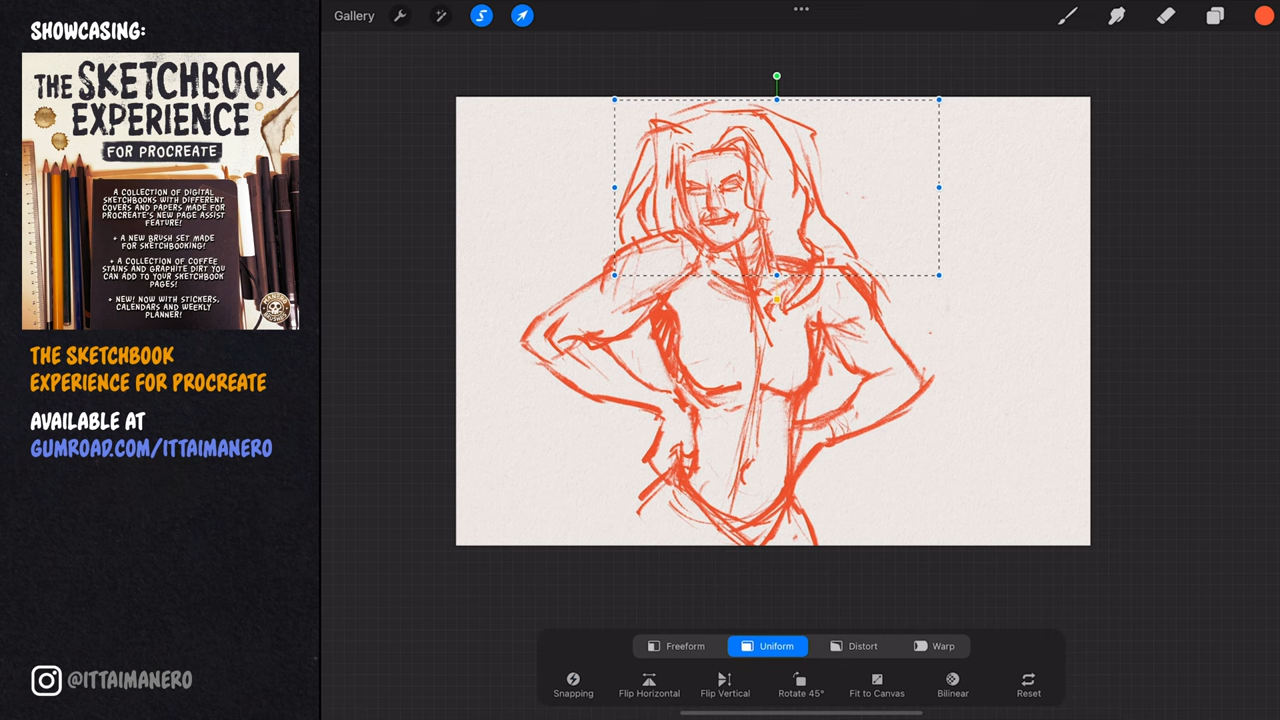 SHOWCASING:
THE SKETCHBOOK
EXPERIENCE
FOR PROCREATE
A COLLECTION OF DIGITAL
SKETCHBOOKS WITH DIFFERENT
COVERS AND PAPERS MADE FOR
PROCREATE'S NEW PAGE ASSIST
FEATURE!
+ A NEW BRUSH SET MADE
FOR SKETCHBOOKING!
+ A COLLECTION OF COFFEE
STAINS AND GRAPHITE DIRT YOU
CAN ADD TO YOUR SKETCHBOOK
PAGES!
+ NEW! NOW WITH STICKERS,
CALENDARS AND WEEKLY
PLANNER!
THE SKETCHBOOK
EXPERIENCE FOR PROCREATE
AVAILABLE AT
GUMROAD.COM/ITTAIMANERO
@ITTAIMANERO
Gallery
Freeform
Uniform
Distort
Warp
Snapping
Flip Horizontal
Flip Vertical
Rotate 45°
Fit to Canvas
Bilinear
Reset